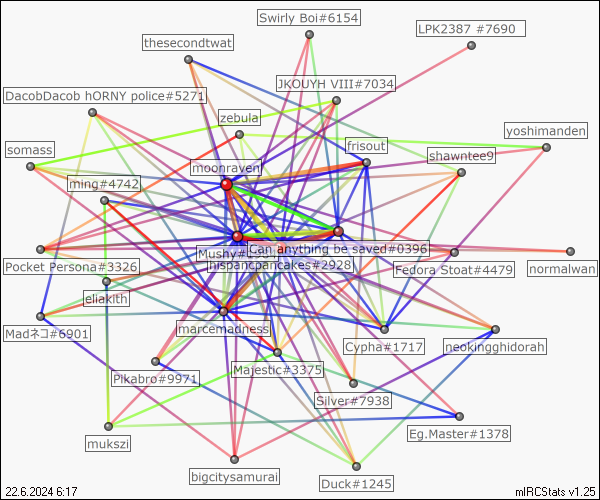 Swirly Boi#6154
LPK2387 #7690
thesecondtwat
JKOUYH VIII#7034
DacobDacob hORNY police#5271
zebula
yoshimanden
frisout
somass
shawntee9
moonraven
ming#4742
Can anything be saved#0396
Mushy#
hispancpancakes#2928
Pocket Persona#3326
Fedora Stoat#4479
normalwan
eliakith
marcemadness
Madネコ#6901
Cypha#1717
neokingghidorah
Majestic#3375
Pikabro#9971
Silver#7938
Eg.Master#1378
mukszi
bigcitysamurai
Duck#1245
22.6.2024 6:17
mIRCStats v1.25